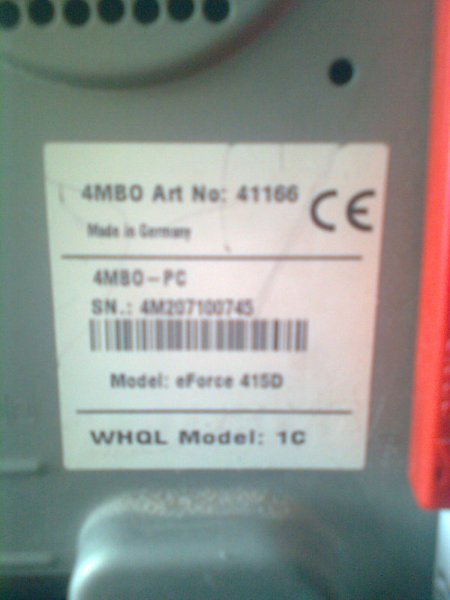 4MBO Art No: 41166
CE
Made in Germany
4MBO-PC
SN.: 4M207100745
Model: eForce 415D
WHQL Model: 1C